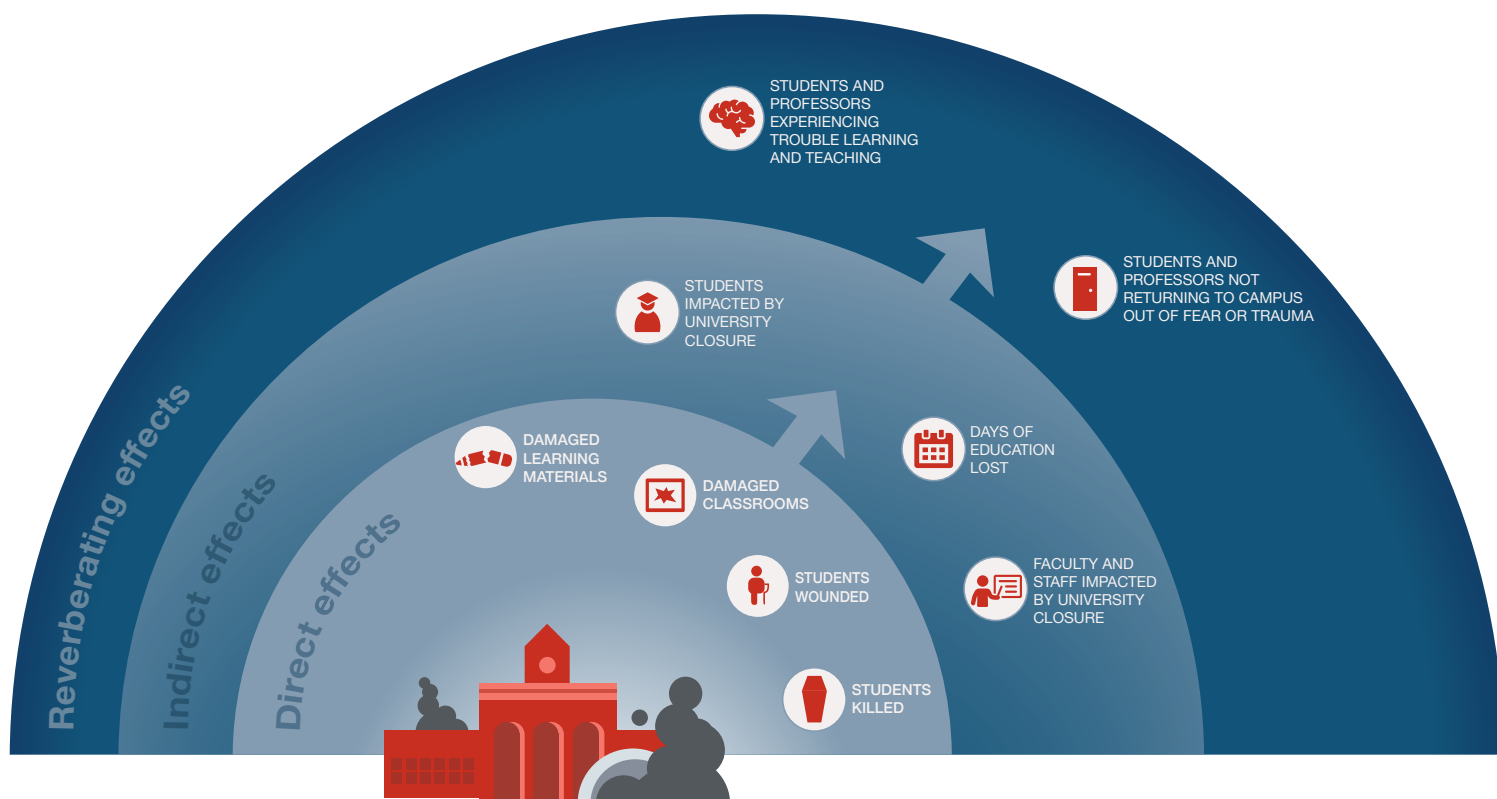 STUDENTS AND
PROFESSORS
EXPERIENCING
TROUBLE LEARNING
AND TEACHING
STUDENTS AND
PROFESSORS NOT
RETURNING TO CAMPUS
OUT OF FEAR OR TRAUMA
STUDENTS
IMPACTED BY
UNIVERSITY
CLOSURE
DAYS OF
EDUCATION
LOST
FACULTY AND
STAFF IMPACTED
BY UNIVERSITY
CLOSURE
DAMAGED
LEARNING
MATERIALS
DAMAGED
CLASSROOMS
STUDENTS
WOUNDED
STUDENTS
KILLED
Reverberating effects
Indirect effects
Direct effects